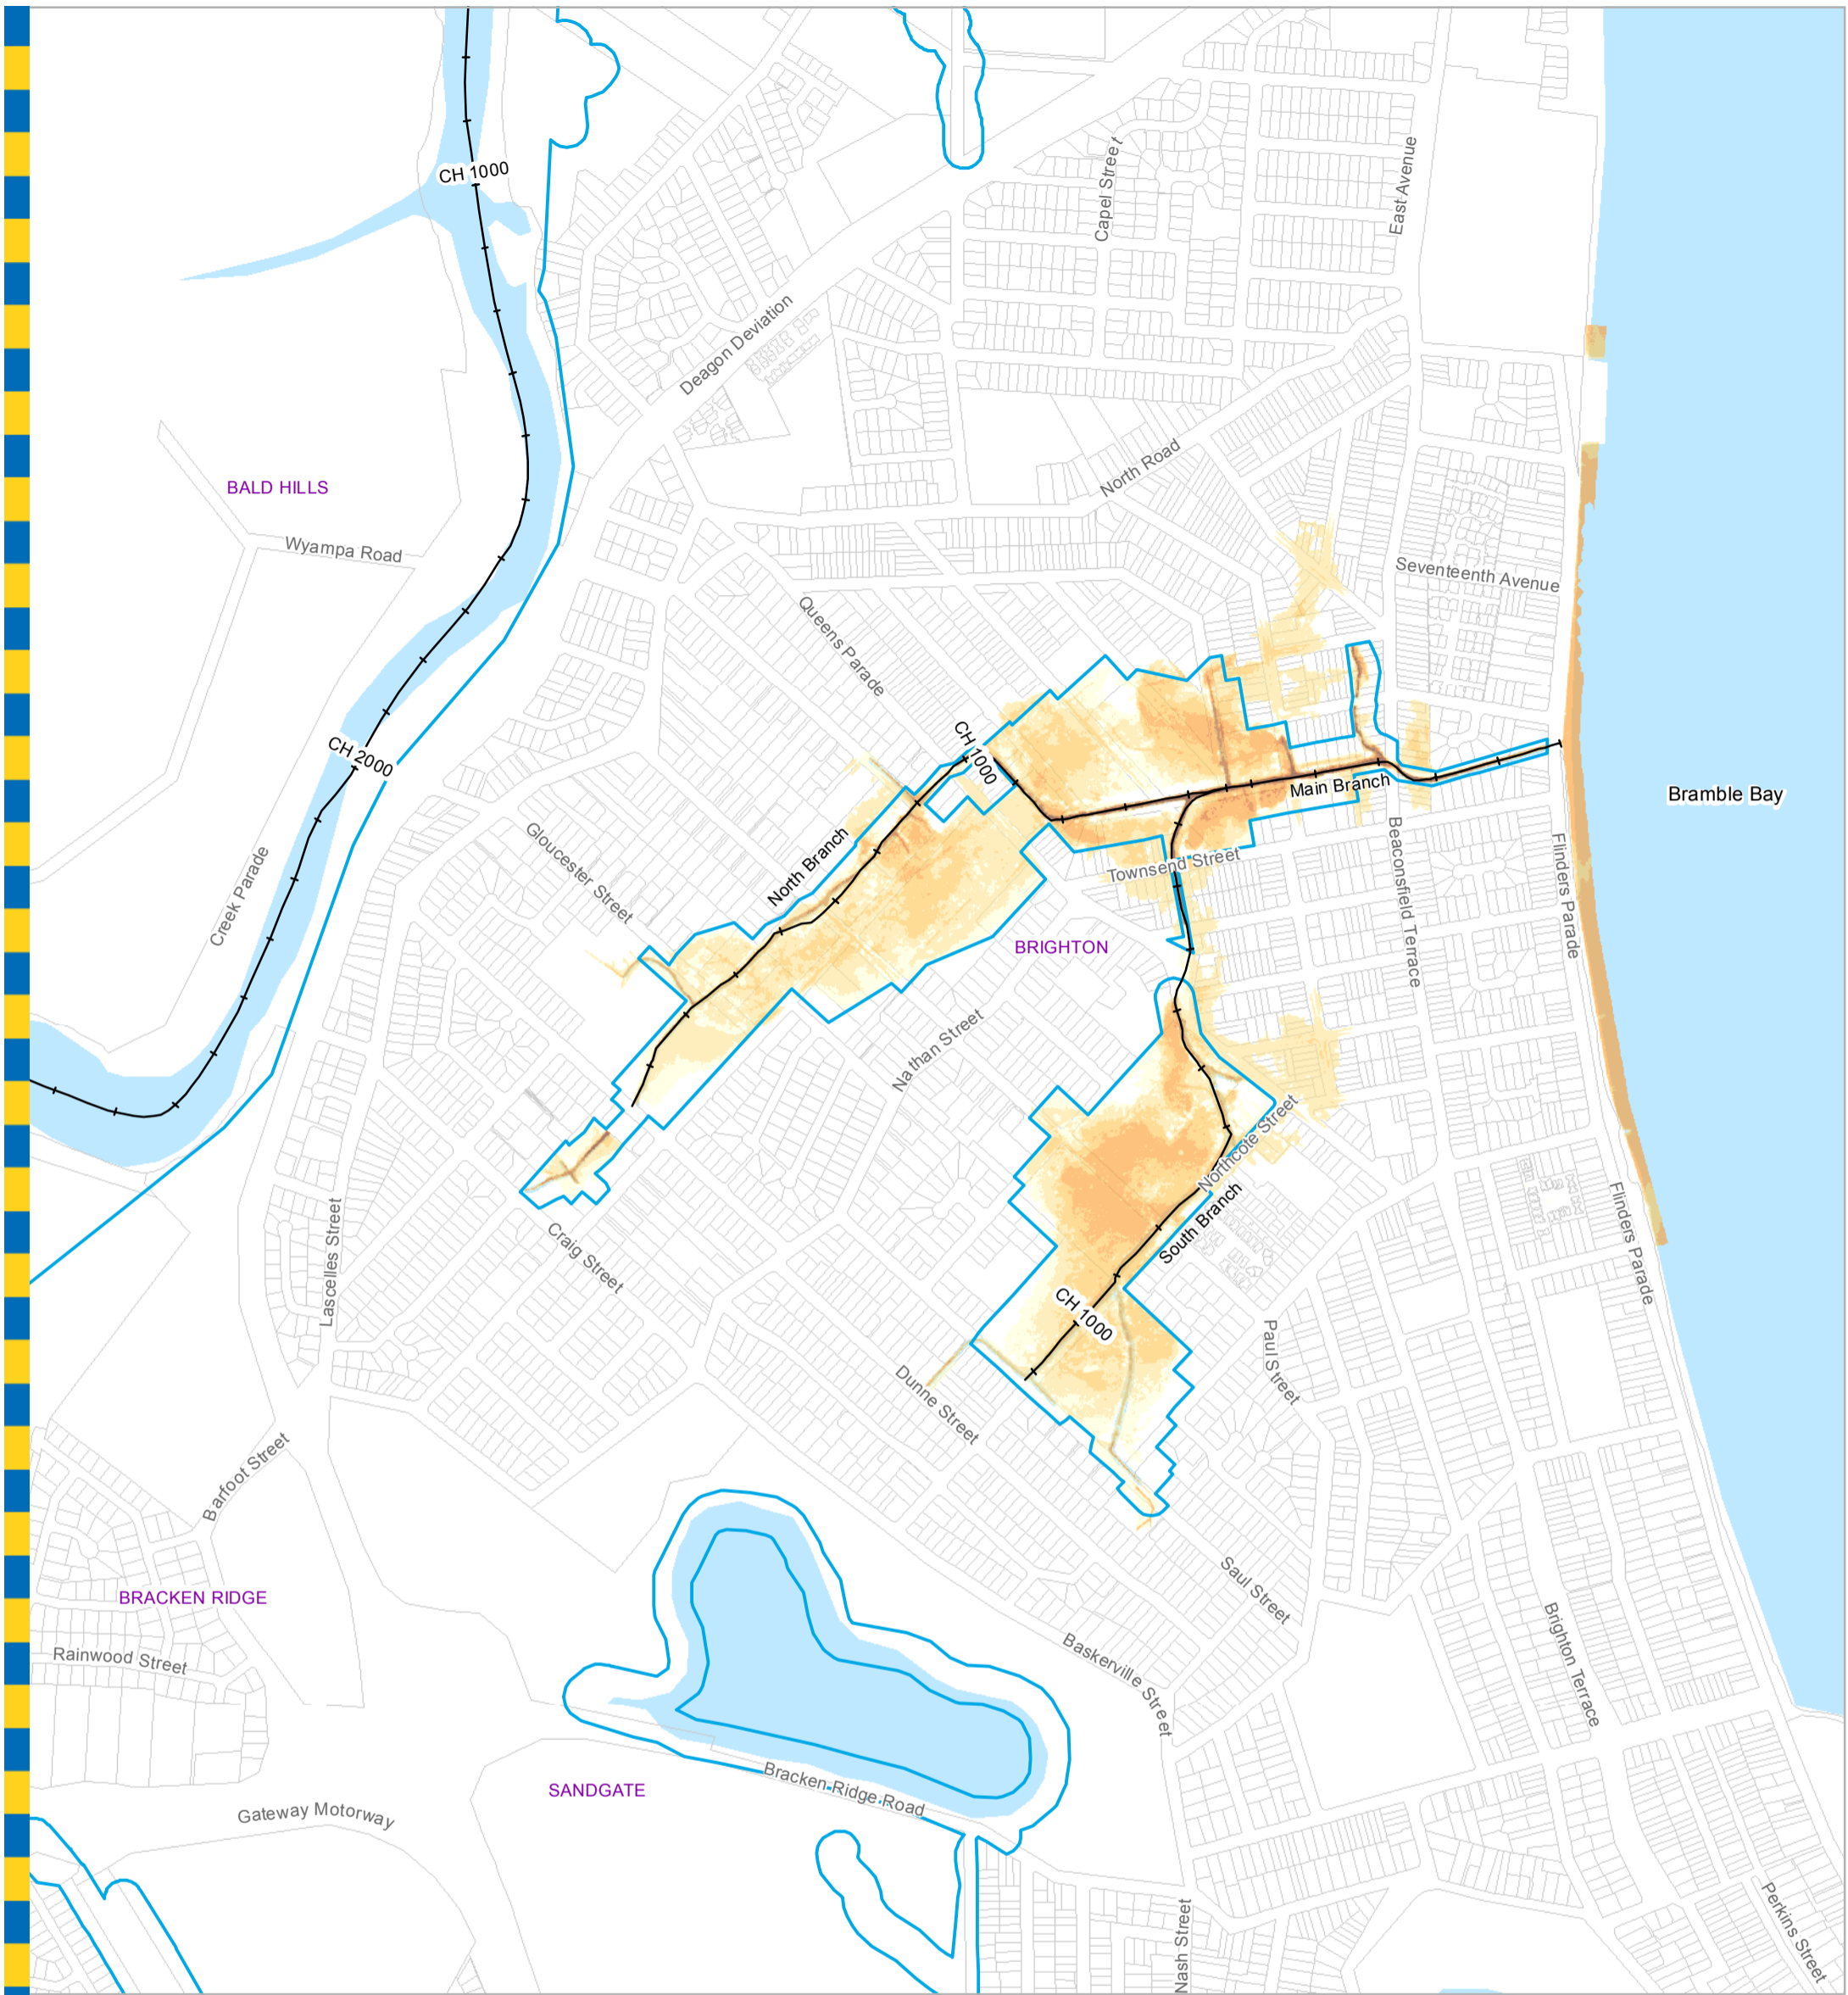 CH 1000
Capel Street
East Avenue
Deagon Deviation
North Road
BALD HILLS
Wyampa Road
Seventeenth Avenue
Queens Parade
CH 1000
CH 2000
Main Branch
Bramble Bay
Gloucester Street
North Branch
Townsend Street
Beaconsfield Terrace
Flinders Parade
Creek Parade
BRIGHTON
Nathan Street
Northcote Street
South Branch
Flinders Parade
Lascelles Street
Craig Street
CH 1000
Paul Street
Dunne Street
Barfoot Street
Saul Street
BRACKEN RIDGE
Rainwood Street
Baskerville Street
Brighton Terrace
SANDGATE
Bracken Ridge Road
Gateway Motorway
Nash Street
Perkins Street